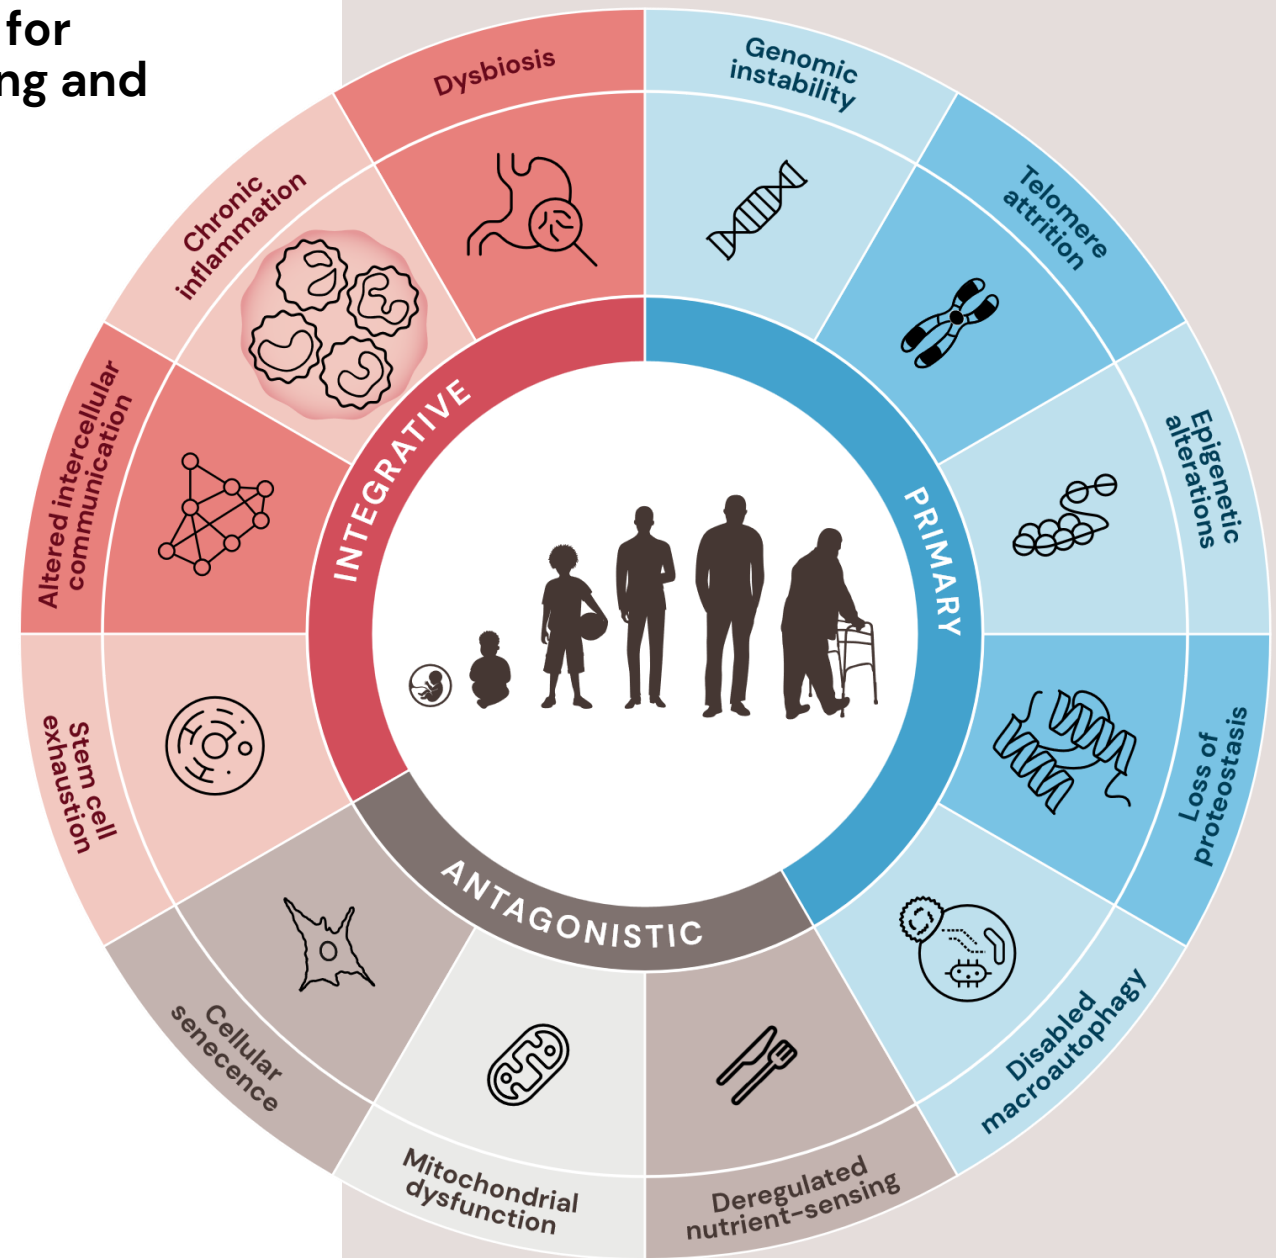 for
ng and
Dysbiosis
Genomic
instability
Telomere
attrition
Epigenetic
alterations
Loss of
proteostasis
Disabled
macroautophagy
Deregulated
nutrient-sensing
Mitochondrial
dysfunction
Cellular
senecence
Stem cell
exhaustion
Altered intercellular
communication
Chronic
inflammation
INTEGRATIVE
PRIMARY
ANTAGONISTIC